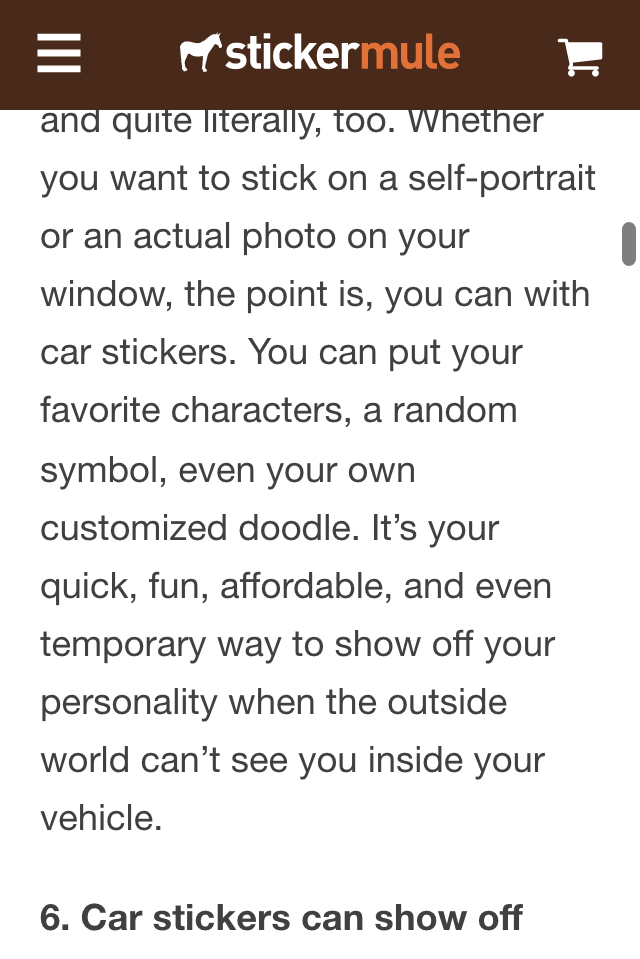 stickermule
and quite literally, too. Whether
you want to stick on a self-portrait
or an actual photo on your
window, the point is, you can with
car stickers. You can put your
favorite characters, a random
symbol, even your own
customized doodle. It’s your
quick, fun, affordable, and even
temporary way to show off your
personality when the outside
world can’t see you inside your
vehicle.
6. Car stickers can show off